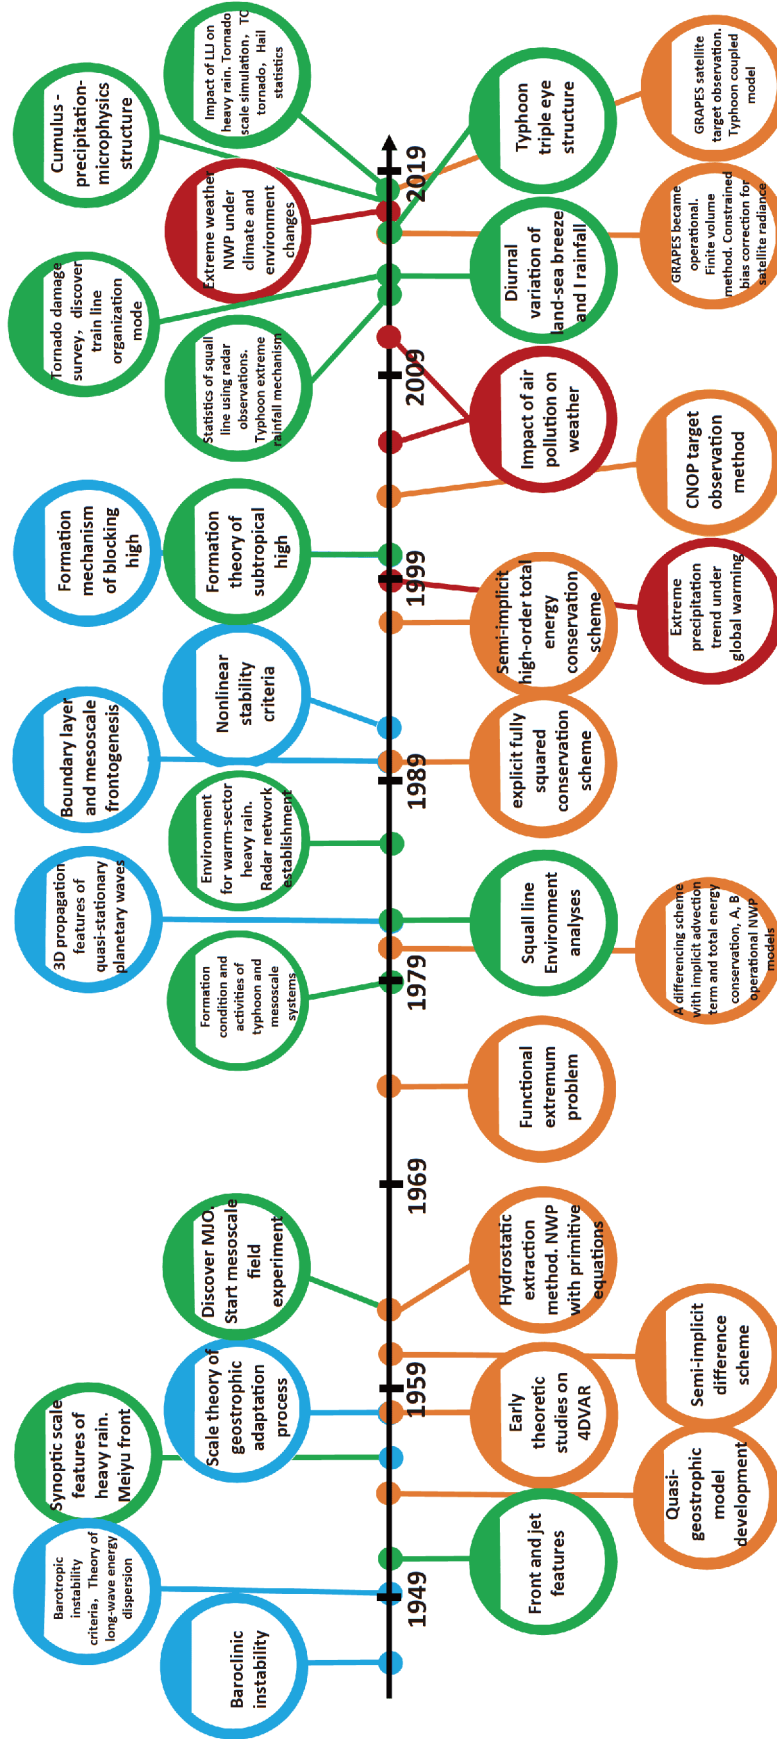 Baroclinic
instability
Barotropic
instability
criteria, Theory of
long-wave energy
dispersion
Synoptic scale
features of
heavy rain.
Meiyu front
Scale theory of
geostrophic
adaptation
process
Discover MJO.
Start mesoscale
field
experiment
Formation
condition and
activities of
typhoon and
mesoscale
systems
3D propagation
features of
quasi-stationary
planetary waves
Environment
for warm-sector
heavy rain.
Radar network
establishment
Boundary layer
and mesoscale
frontogenesis
Nonlinear
stability
criteria
Formation
mechanism
of blocking
high
Formation
theory of
subtropical
high
Tornado damage
survey, discover
train line
organization
mode
Statistics of squall
line using radar
observations.
Typhoon extreme
rainfall mechanism
Cumulus -
precipitation-
microphysics
structure
Extreme weather
NWP under
climate and
environment
changes
Impact of LLJ on
heavy rain. Tornado
scale simulation, TC
tornado, Hail
statistics
1949
1959
1969
1979
1989
1999
2009
2019
Front and jet
features
Quasi-
geostrophic
model
development
Early
theoretic
studies on
4DVAR
Semi-implicit
difference
scheme
Hydrostatic
extraction
method. NWP
with primitive
equations
Functional
extremum
problem
Squall line
Environment
analyses
A differencing scheme
with implicit advection
term and total energy
conservation, A, B
operational NWP
models
explicit fully
squared
conservation
scheme
Semi-implicit
high-order total
energy
conservation
scheme
Extreme
precipitation
trend under
global warming
CNOP target
observation
method
Impact of air
pollution on
weather
Diurnal
variation of
land-sea breeze
and I rainfall
GRAPES became
operational.
Finite volume
method. Constrained
bias correction for
satellite radiance
Typhoon
triple eye
structure
GRAPES satellite
target observation.
Typhoon coupled
model